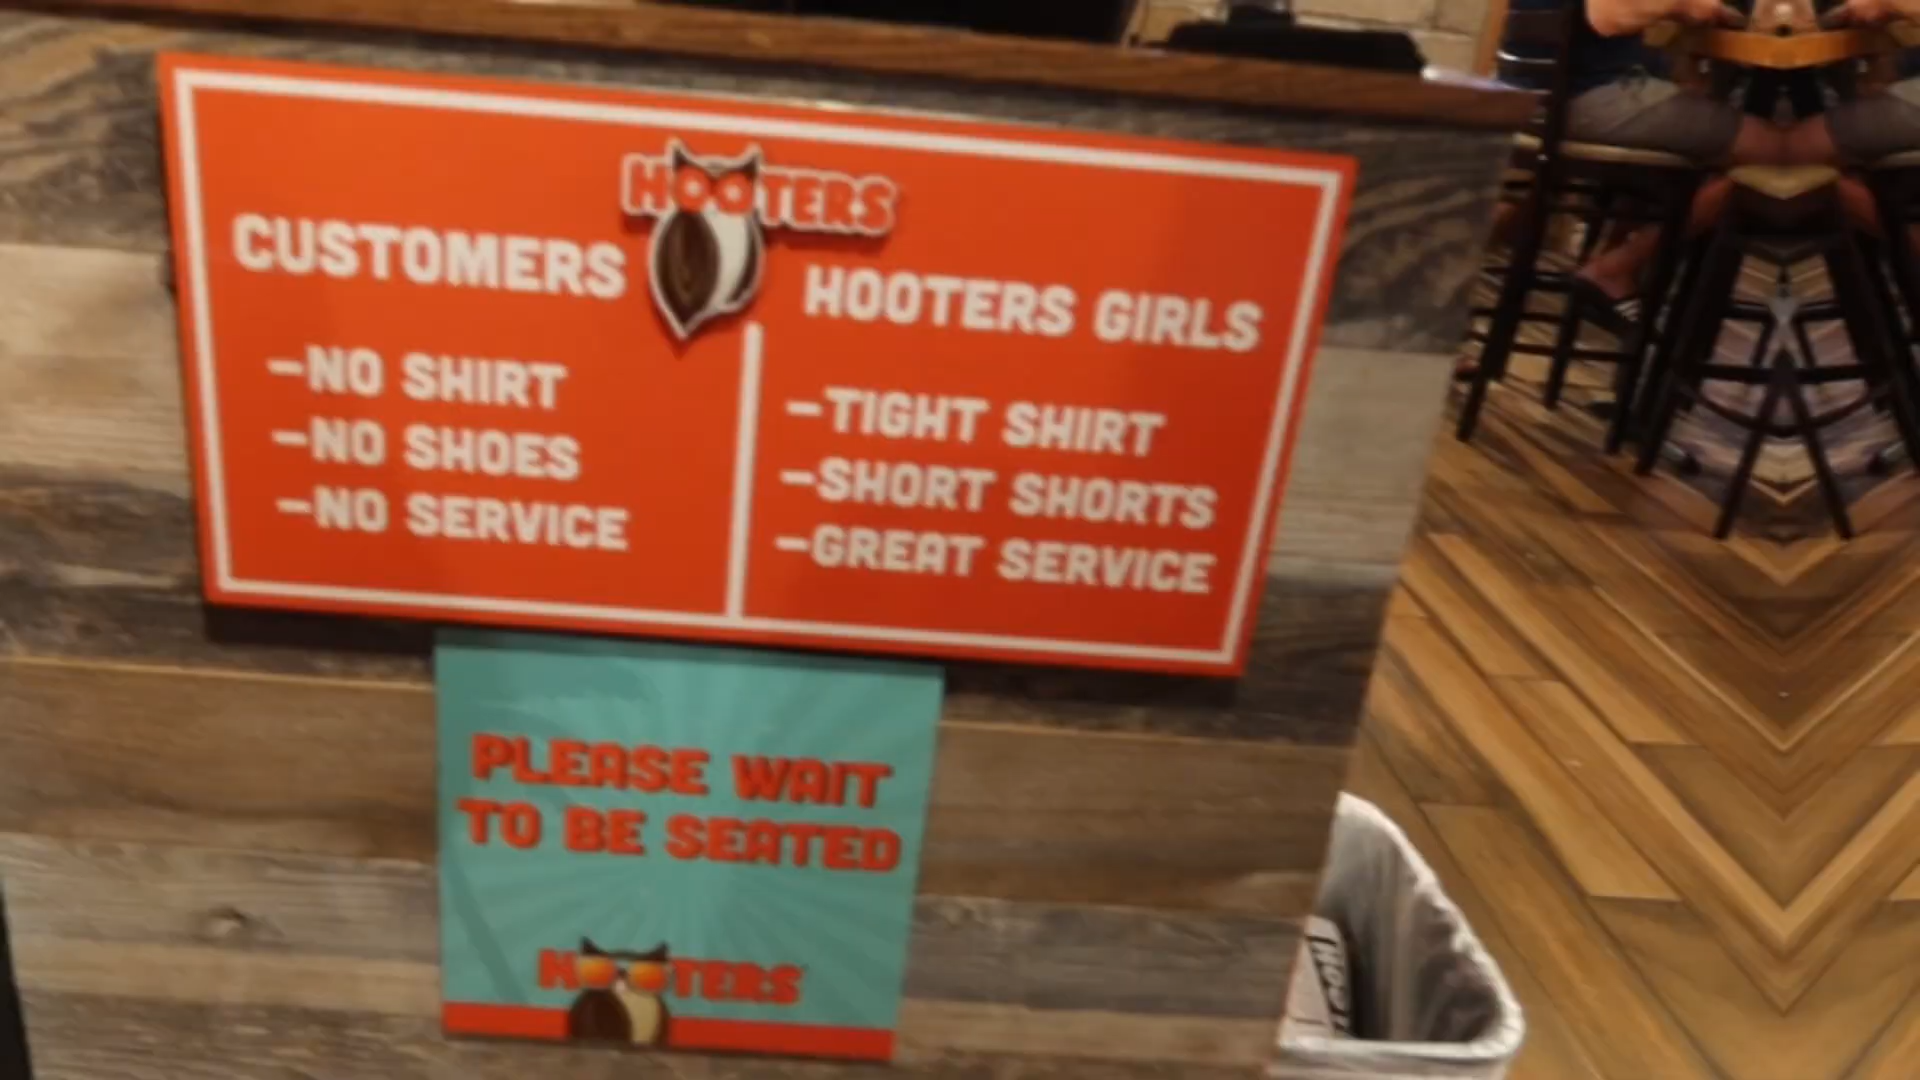 HOOTERS
CUSTOMERS
-NO SHIRT
-NO SHOES
-NO SERVICE
HOOTERS GIRLS
-TIGHT SHIRT
-SHORT SHORTS
-GREAT SERVICE
PLEASE WAIT
TO BE SEATED
HOOTERS